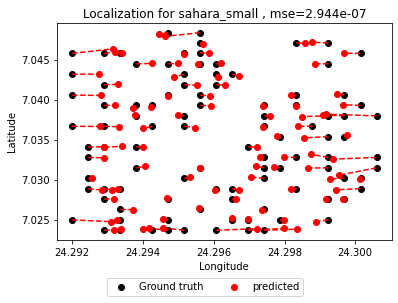 Localization for sahara_small , mse=2.944e-07
Latitude
7.045
7.040
7.035
7.030
7.025
24.292
24.294
24.296
24.298
24.300
Longitude
Ground truth
predicted